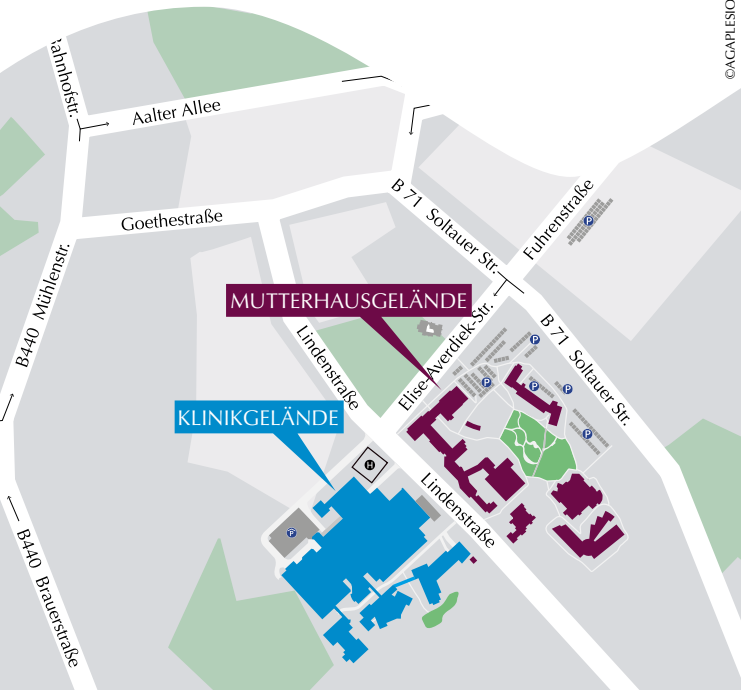 ©AGAPLESIO
Bahnhofstr.
Aalter Allee
B 71 Soltauer Str.
Goethestraße
Fuhrenstraße
P
B440 Mühlenstr.
MUTTERHAUSGELÄNDE
Lindenstraße
Elise-Averdiek-Str.
B 71 Soltauer Str.
P
P
P
P
P
KLINIKGELÄNDE
H
Lindenstraße
P
B440 Brauerstraße